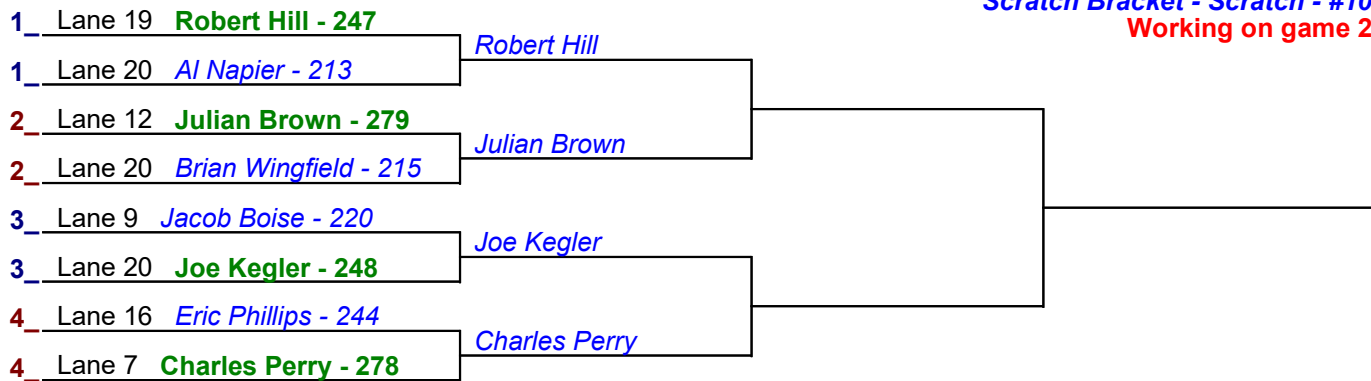 Scratch Bracket - Scratch - #10
Working on game 2
1_ Lane 19 Robert Hill - 247
Robert Hill
1_ Lane 20 Al Napier - 213
2_ Lane 12 Julian Brown - 279
Julian Brown
2_ Lane 20 Brian Wingfield - 215
3_ Lane 9 Jacob Boise - 220
Joe Kegler
3_ Lane 20 Joe Kegler - 248
4_ Lane 16 Eric Phillips - 244
Charles Perry
4_ Lane 7 Charles Perry - 278